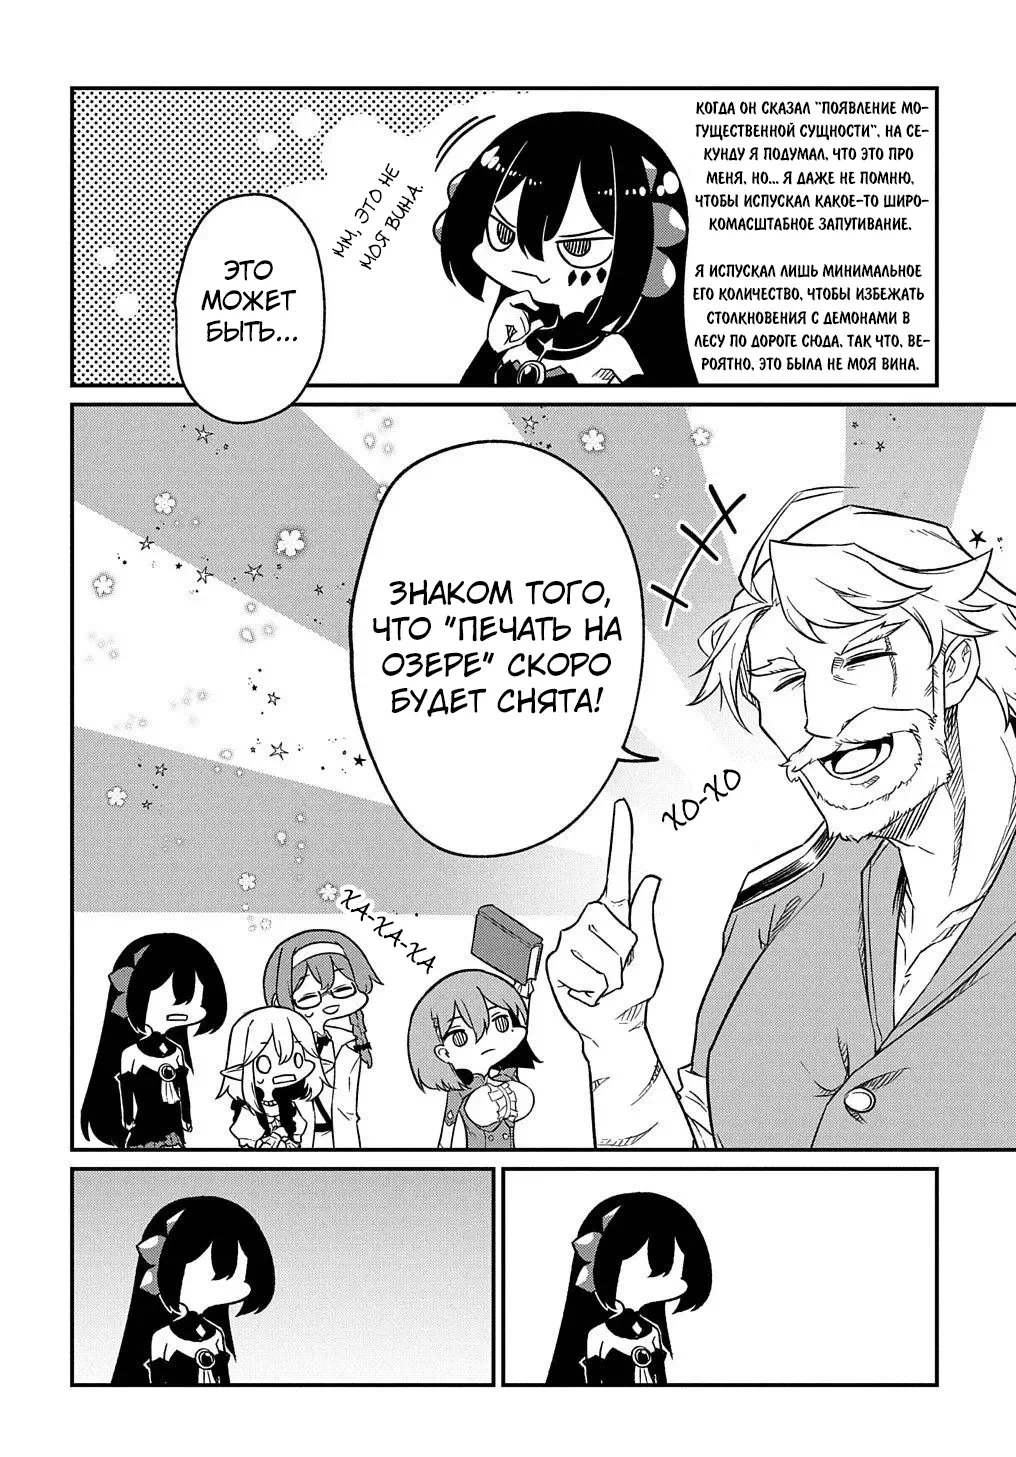 КОГДА ОН СКАЗАЛ "ПОЯВЛЕНИЕ МО-
ГУЩЕСТВЕННОЙ СУЩНОСТИ", НА СЕ-
КУНДУ Я ПОДУМАЛ, ЧТО ЭТО ПРО
МЕНЯ, НО... Я ДАЖЕ НЕ ПОМНЮ,
ЧТОБЫ ИСПУСКАЛ КАКОЕ-ТО ШИРО-
КОМАСШТАБНОЕ ЗАПУГИВАНИЕ.
Я ИСПУСКАЛ ЛИШЬ МИНИМАЛЬНОЕ
ЕГО КОЛИЧЕСТВО, ЧТОБЫ ИЗБЕЖАТЬ
СТОЛКНОВЕНИЯ С ДЕМОНАМИ В
ЛЕСУ ПО ДОРОГЕ СЮДА, ТАК ЧТО, ВЕ-
РОЯТНО, ЭТО БЫЛА НЕ МОЯ ВИНА.
ММ, ЭТО НЕ
МОЯ ВИНА.
ЭТО
МОЖЕТ
БЫТЬ...
ЗНАКОМ ТОГО,
ЧТО "ПЕЧАТЬ НА
ОЗЕРЕ" СКОРО
БУДЕТ СНЯТА!
ХО-ХО
ХА-ХА-ХА